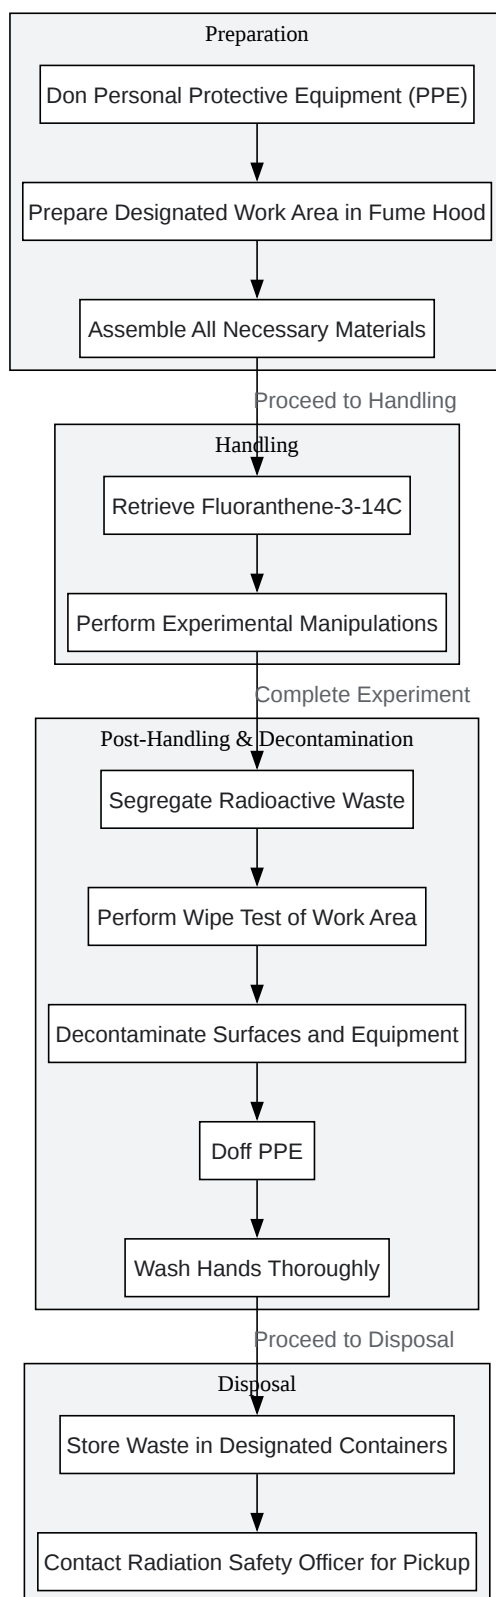 Preparation
Don Personal Protective Equipment (PPE)
Prepare Designated Work Area in Fume Hood
Assemble All Necessary Materials
Proceed to Handling
Handling
Retrieve Fluoranthene-3-14C
Perform Experimental Manipulations
Complete Experiment
Post-Handling & Decontamination
Segregate Radioactive Waste
Perform Wipe Test of Work Area
Decontaminate Surfaces and Equipment
Doff PPE
Wash Hands Thoroughly
Proceed to Disposal
Disposal
Store Waste in Designated Containers
Contact Radiation Safety Officer for Pickup